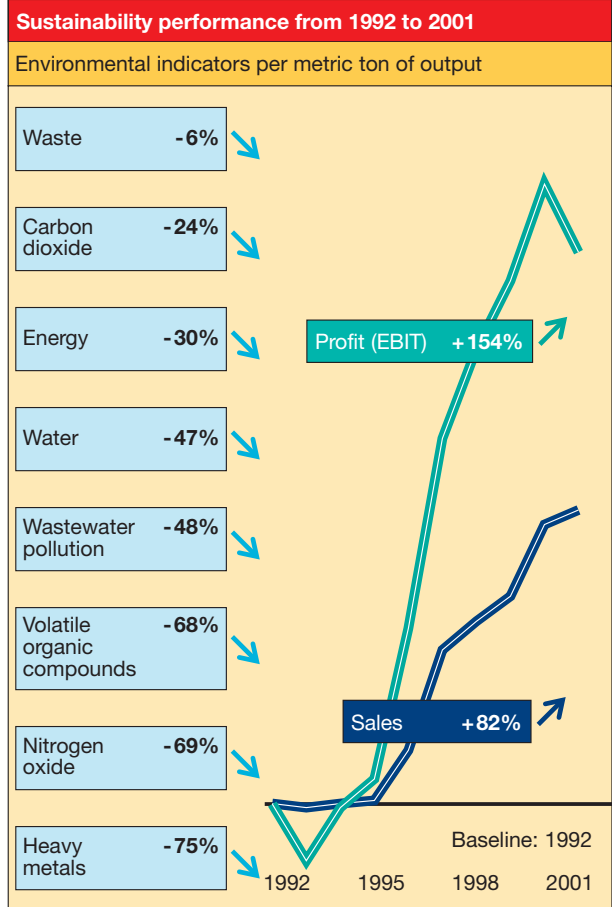 Sustainability performance from 1992 to 2001
Environmental indicators per metric ton of output
Waste -6%
Carbon -24%
dioxide
Energy -30%
Profit (EBIT) +154%
Water -47%
Wastewater -48%
pollution
Volatile -68%
organic
compounds
Sales +82%
Nitrogen -69%
oxide
Heavy -75%
metals
Baseline: 1992
1992 1995 1998 2001